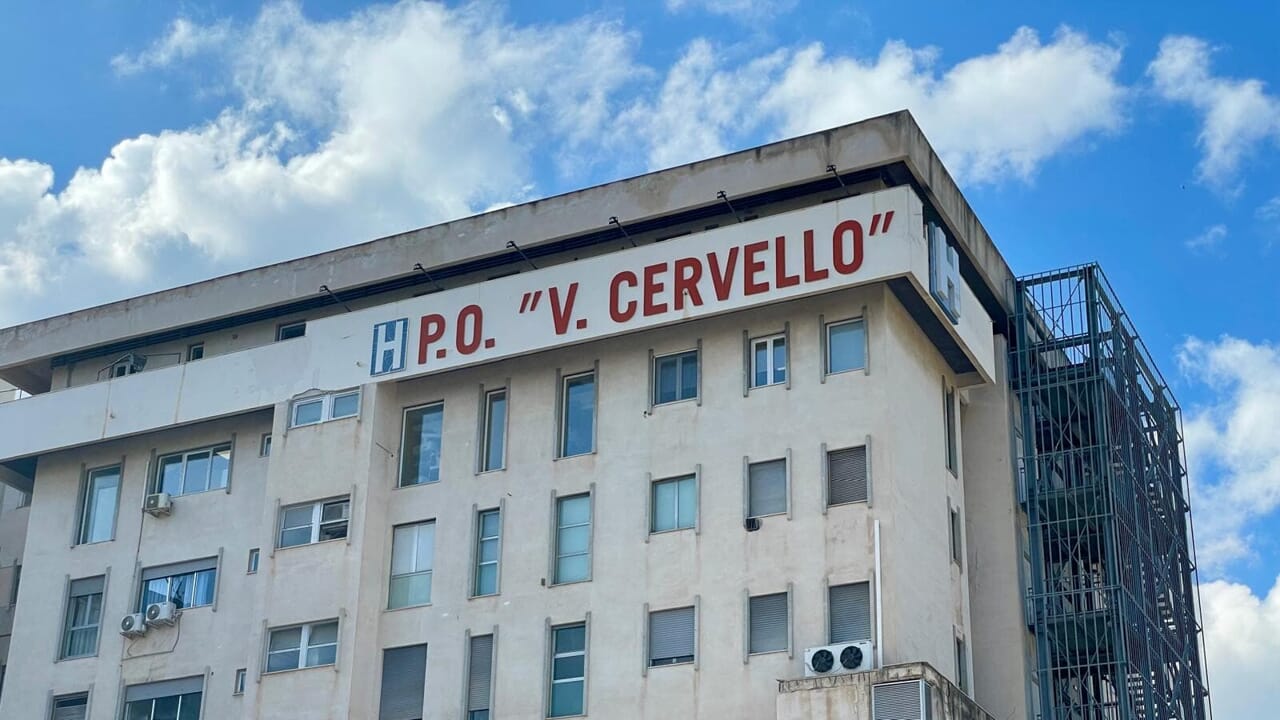 H P.O. "V. CERVELLO"
H